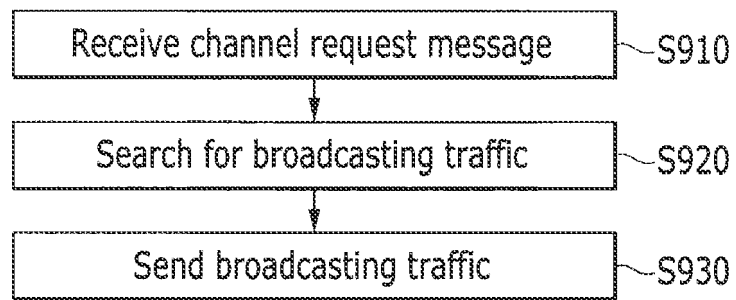 Receive channel request message S910
Search for broadcasting traffic S920
Send broadcasting traffic S930